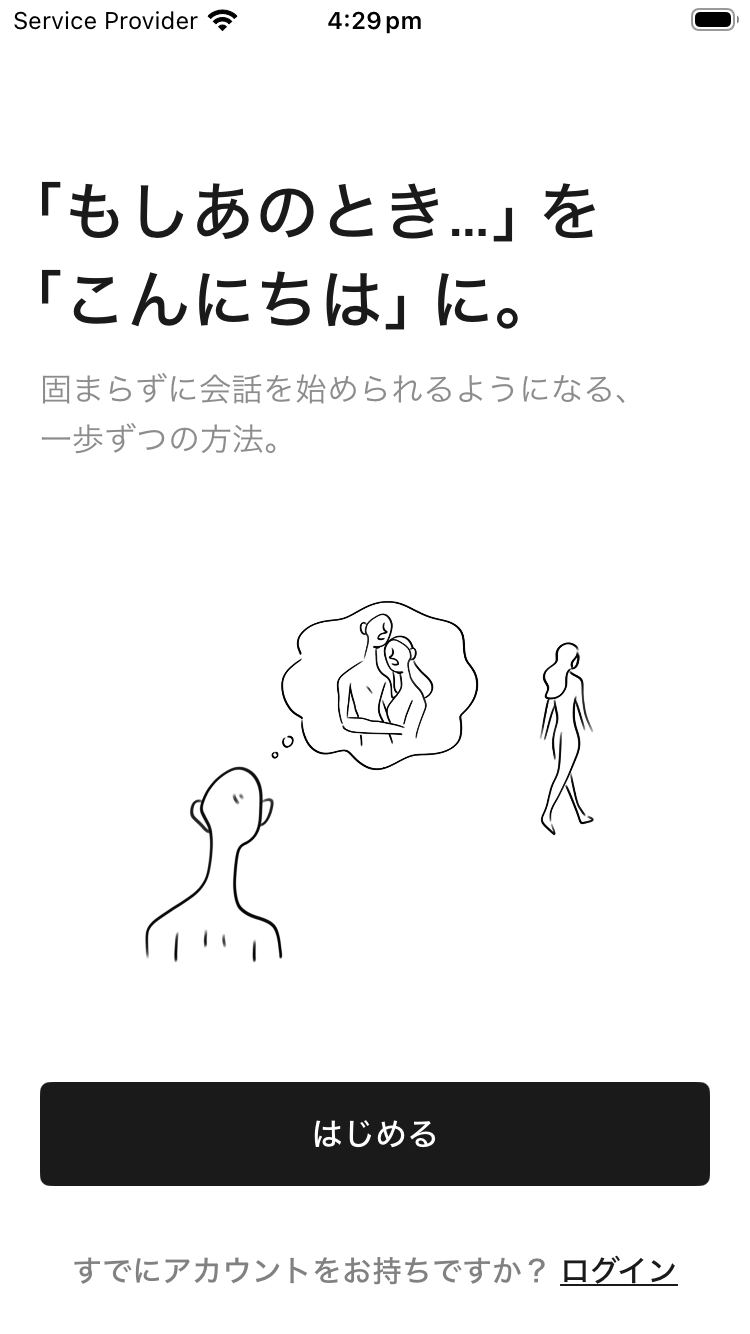 Service Provider 4:29 pm
「もしあのとき...」を
「こんにちは」に。
固まらずに会話を始められるようになる、
一歩ずつの方法。
はじめる
すでにアカウントをお持ちですか？ ログイン